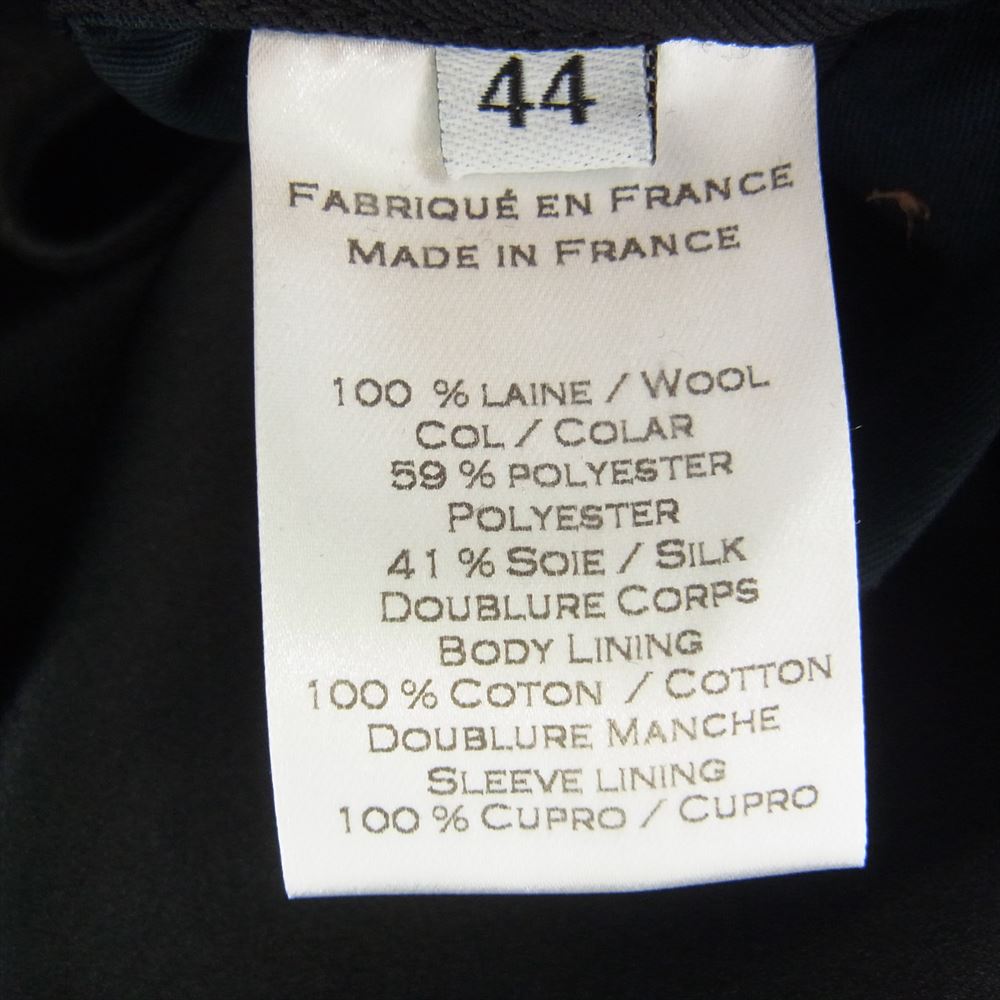 44
FABRIQUÉ EN FRANCE
MADE IN FRANCE
100 % LAINE / WOOL
COL / COLAR
59 % POLYESTER
POLYESTER
41 % SOIE / SILK
DOUBLURE CORPS
BODY LINING
100 % COTON / COTTON
DOUBLURE MANCHE
SLEEVE LINING
100 % CUPRO / CUPRO